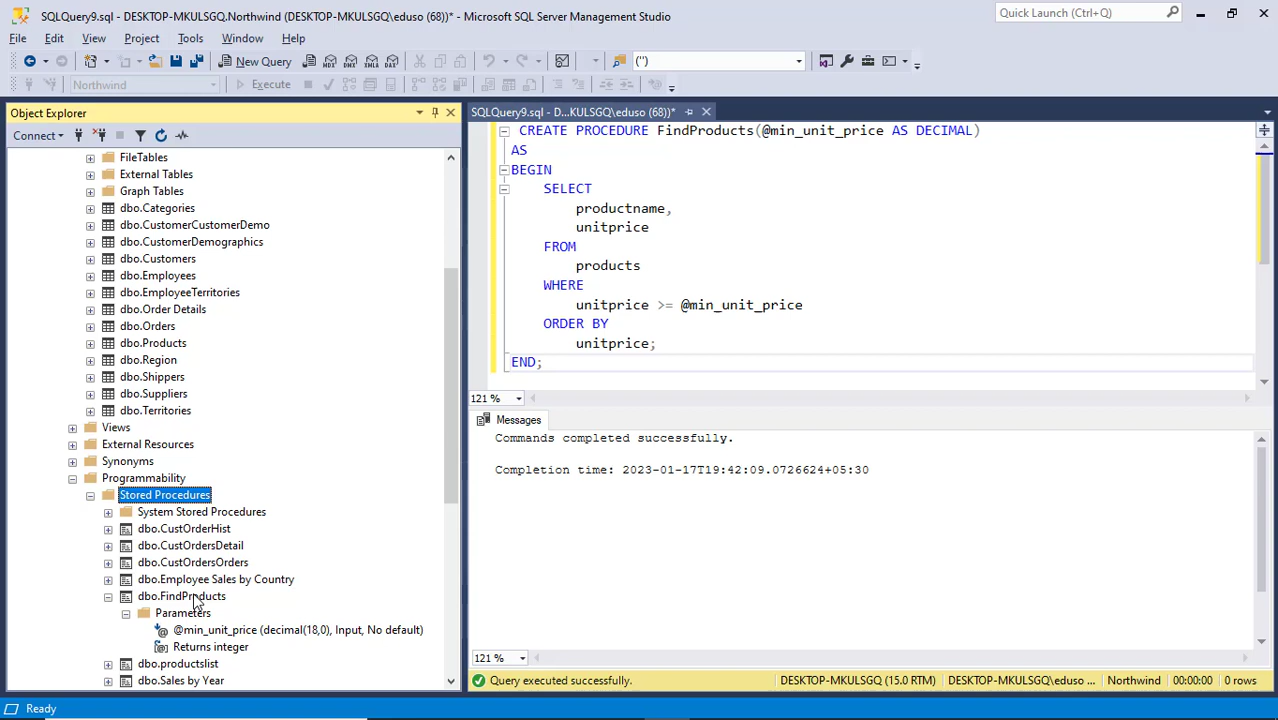 SQLQuery9.sql - DESKTOP-MKULSGQ.Northwind (DESKTOP-MKULSGQ\eduso (68))* - Microsoft SQL Server Management Studio
Quick Launch (Ctrl+Q)
File Edit View Project Tools Window Help
New Query
MDX DMX XMLA DAX
('')
Northwind
Execute
Object Explorer
SQLQuery9.sql - D...KULSGQ\eduso (68))*
Connect
FileTables
External Tables
Graph Tables
dbo.Categories
dbo.CustomerCustomerDemo
dbo.CustomerDemographics
dbo.Customers
dbo.Employees
dbo.EmployeeTerritories
dbo.Order Details
dbo.Orders
dbo.Products
dbo.Region
dbo.Shippers
dbo.Suppliers
dbo.Territories
Views
External Resources
Synonyms
Programmability
Stored Procedures
System Stored Procedures
dbo.CustOrderHist
dbo.CustOrdersDetail
dbo.CustOrdersOrders
dbo.Employee Sales by Country
dbo.FindProducts
Parameters
@min_unit_price (decimal(18,0), Input, No default)
Returns integer
dbo.productslist
dbo.Sales by Year
CREATE PROCEDURE FindProducts(@min_unit_price AS DECIMAL)
AS
BEGIN
SELECT
productname,
unitprice
FROM
products
WHERE
unitprice >= @min_unit_price
ORDER BY
unitprice;
END;
121 %
Messages
Commands completed successfully.
Completion time: 2023-01-17T19:42:09.0726624+05:30
121 %
Query executed successfully.
DESKTOP-MKULSGQ (15.0 RTM)
DESKTOP-MKULSGQ\eduso ...
Northwind
00:00:00
0 rows
Ready